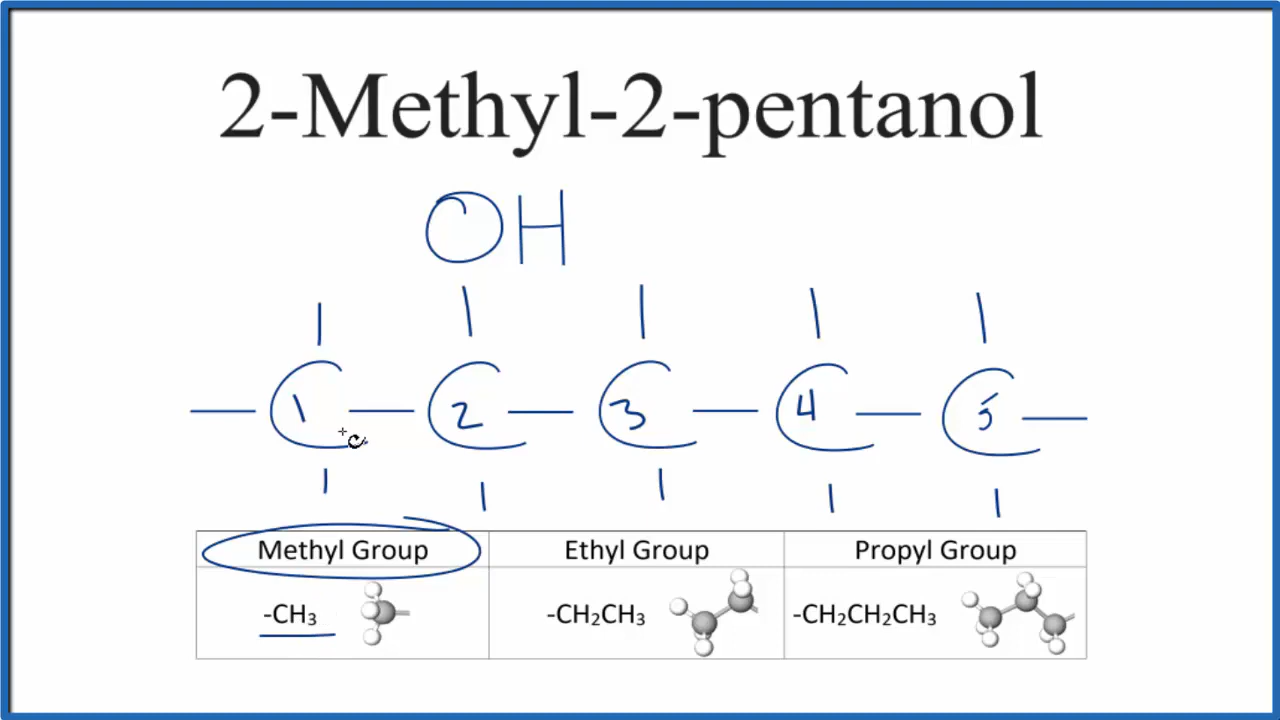 2-Methyl-2-pentanol
OH
C C C C C
1 2 3 4 5
Methyl Group Ethyl Group Propyl Group
-CH₃ -CH₂CH₃ -CH₂CH₂CH₃